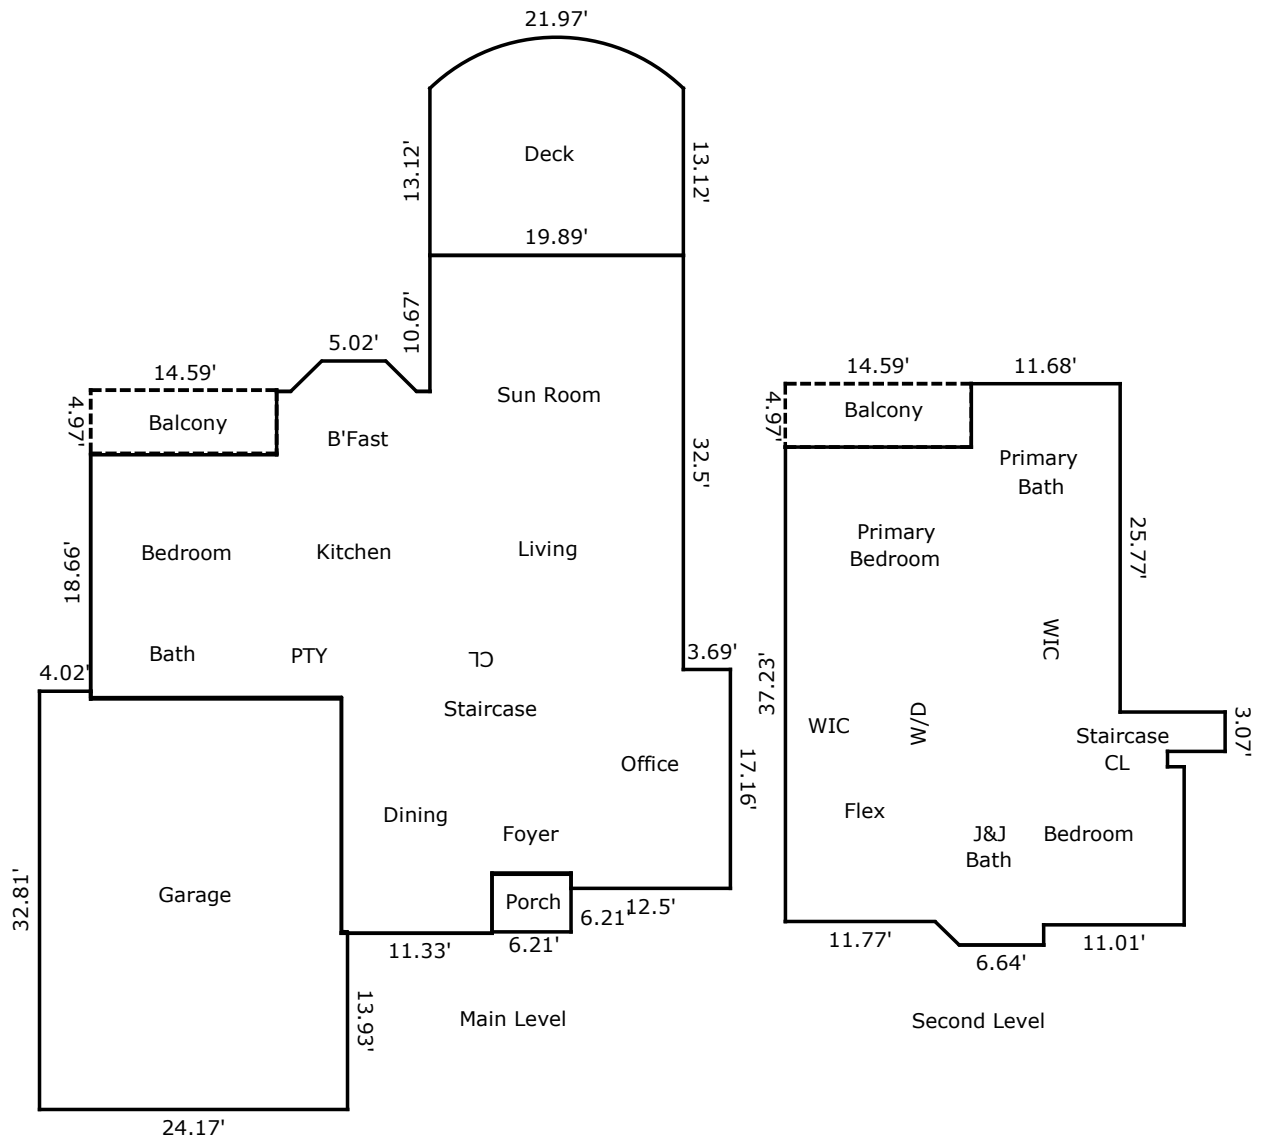 21.97'
Deck
13.12'
13.12'
19.89'
10.67'
5.02'
14.59'
4.97'
Balcony
B'Fast
Sun Room
32.5'
18.66'
Bedroom
Kitchen
Living
Bath
PTY
CL
3.69'
4.02'
Staircase
Office
17.16'
Dining
Foyer
Porch
6.21'
12.5'
6.21'
11.33'
32.81'
Garage
13.93'
24.17'
Main Level
14.59'
11.68'
4.97'
Balcony
Primary
Bath
Primary
Bedroom
25.77'
WIC
37.23'
WIC
W/D
Staircase
CL
3.07'
Flex
J&J
Bath
Bedroom
11.77'
6.64'
11.01'
Second Level